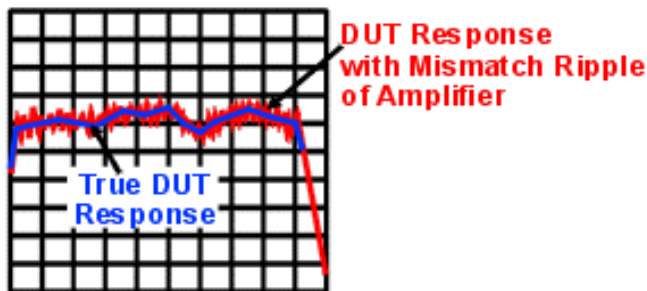 DUT Response
with Mismatch Ripple
of Amplifier
True DUT
Response